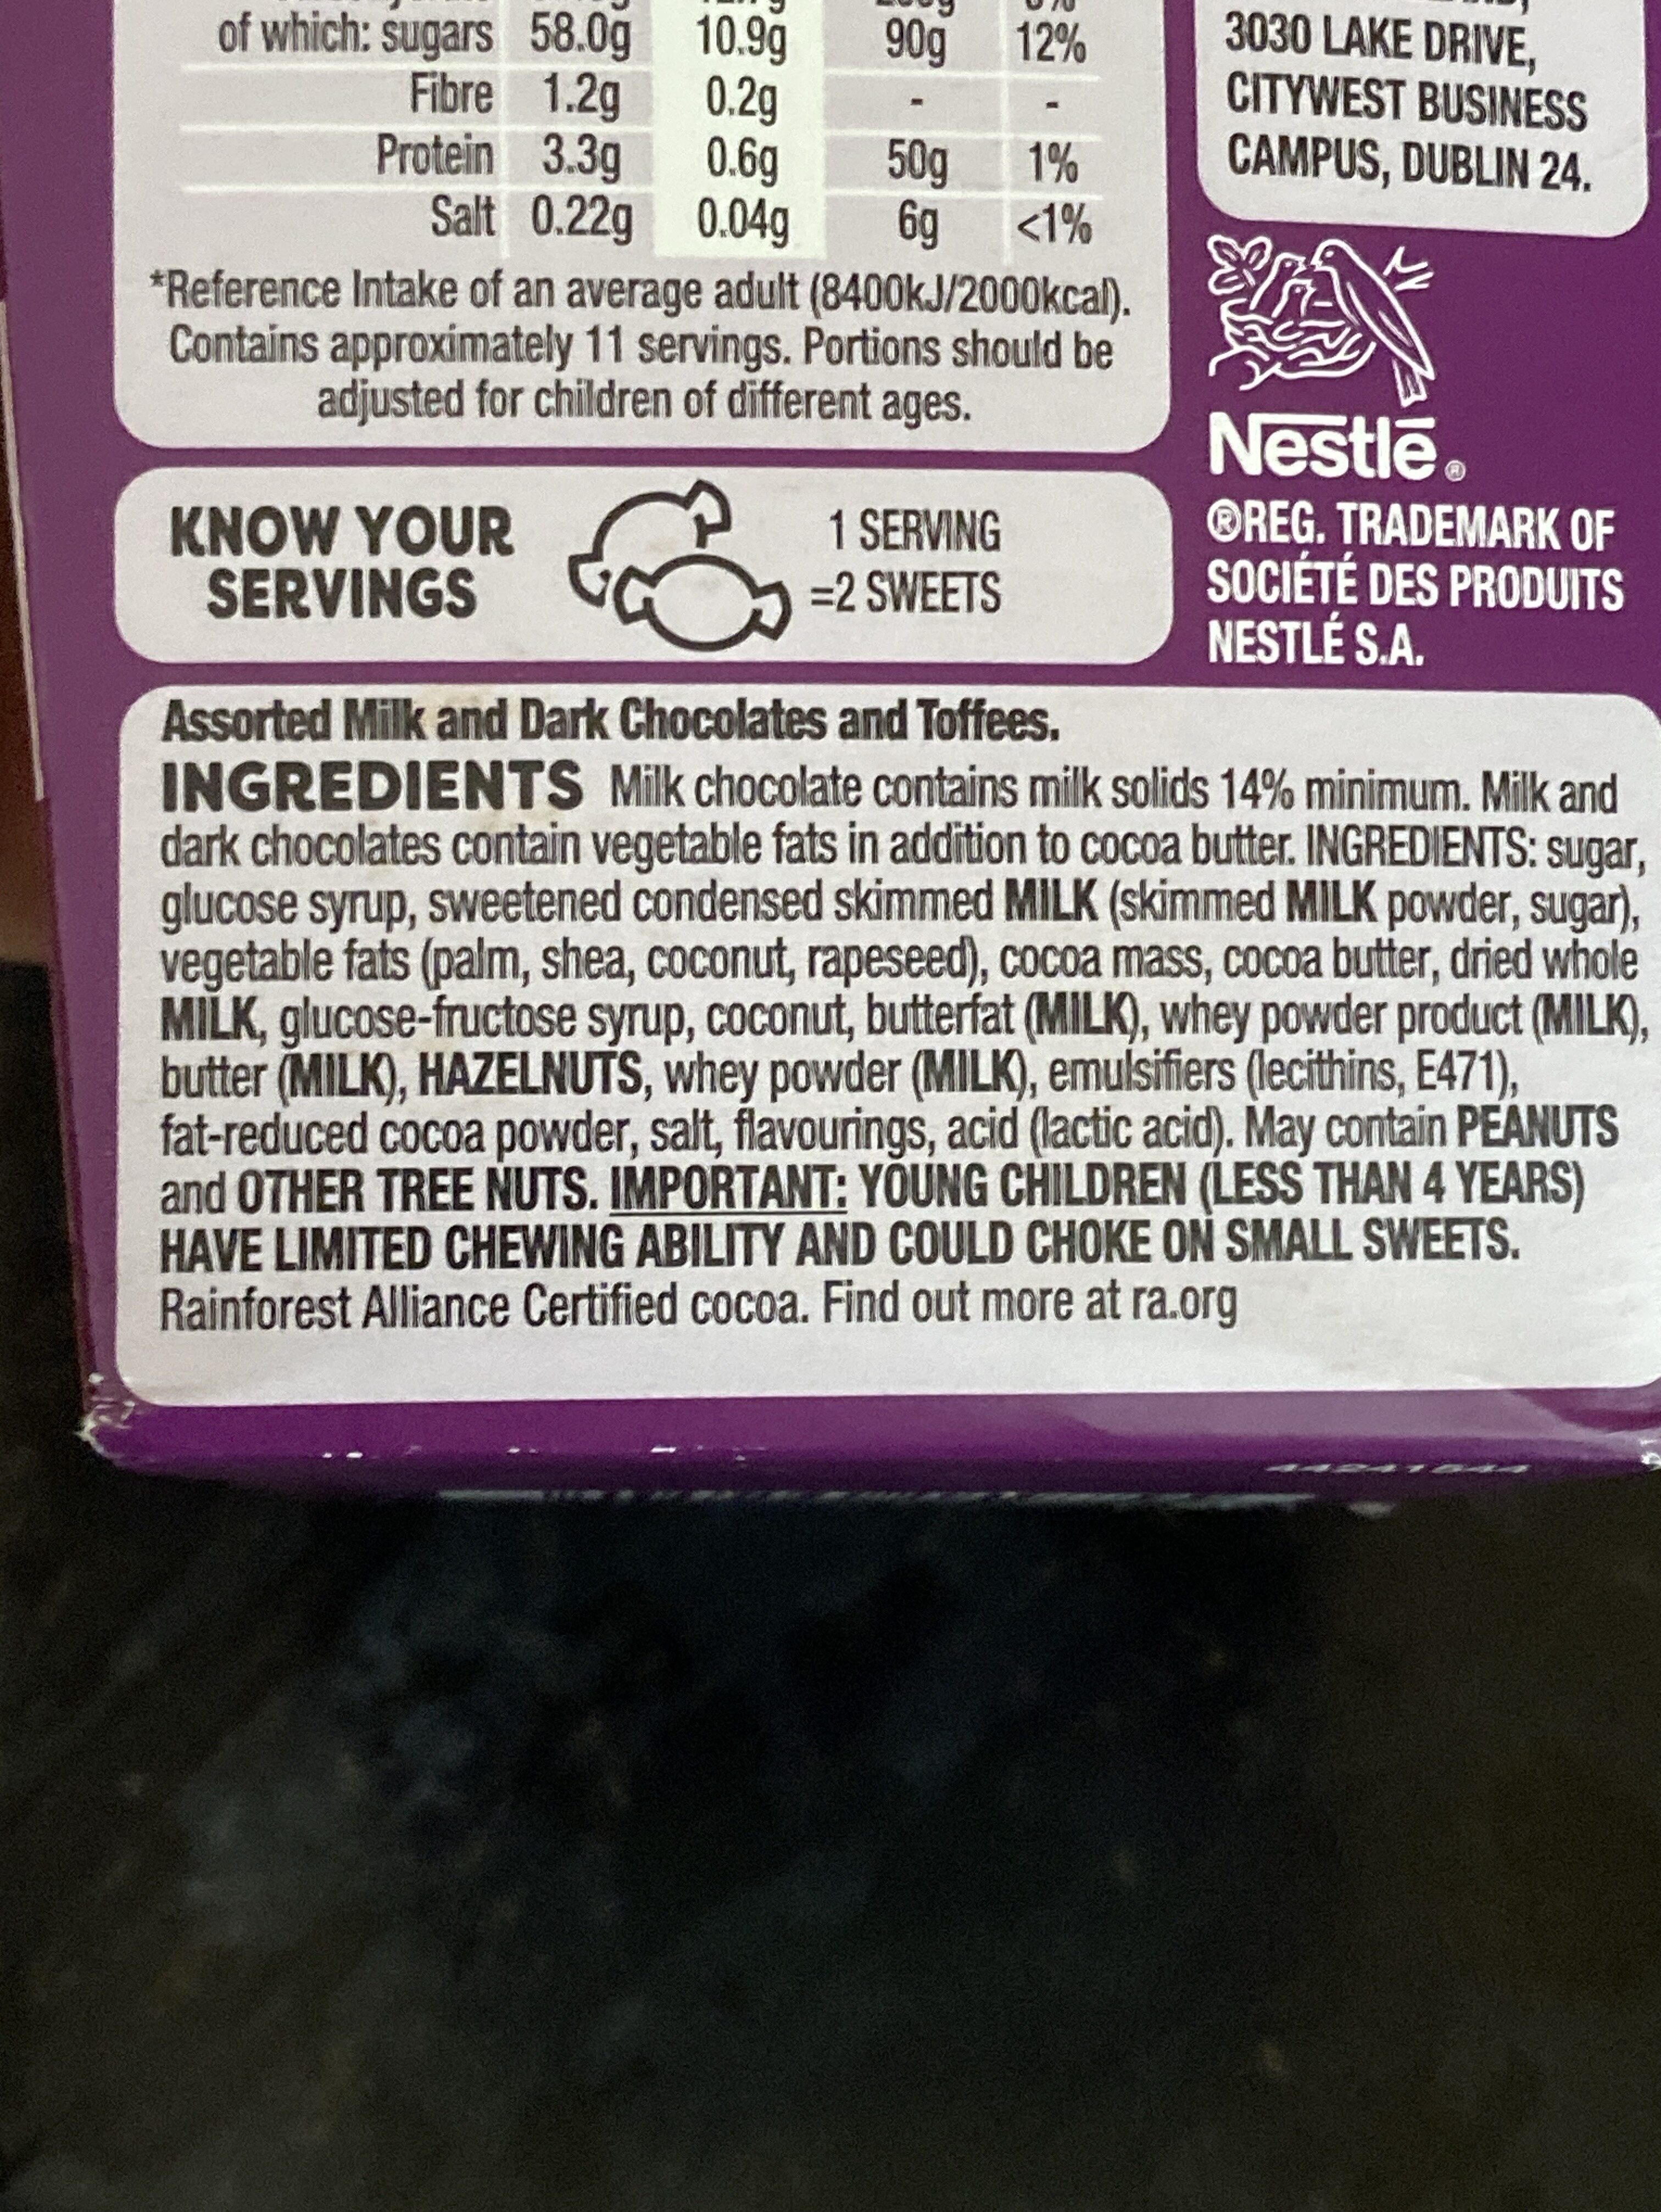 of which: sugars 58.0g 10.9g 90g 12%
Fibre 1.2g 0.2g - -
Protein 3.3g 0.6g 50g 1%
Salt 0.22g 0.04g 6g <1%
*Reference Intake of an average adult (8400kJ/2000kcal).
Contains approximately 11 servings. Portions should be
adjusted for children of different ages.
3030 LAKE DRIVE,
CITYWEST BUSINESS
CAMPUS, DUBLIN 24.
Nestlé®
®REG. TRADEMARK OF
SOCIÉTÉ DES PRODUITS
NESTLÉ S.A.
KNOW YOUR
SERVINGS
1 SERVING
=2 SWEETS
Assorted Milk and Dark Chocolates and Toffees.
INGREDIENTS Milk chocolate contains milk solids 14% minimum. Milk and
dark chocolates contain vegetable fats in addition to cocoa butter. INGREDIENTS: sugar,
glucose syrup, sweetened condensed skimmed MILK (skimmed MILK powder, sugar),
vegetable fats (palm, shea, coconut, rapeseed), cocoa mass, cocoa butter, dried whole
MILK, glucose-fructose syrup, coconut, butterfat (MILK), whey powder product (MILK),
butter (MILK), HAZELNUTS, whey powder (MILK), emulsifiers (lecithins, E471),
fat-reduced cocoa powder, salt, flavourings, acid (lactic acid). May contain PEANUTS
and OTHER TREE NUTS. IMPORTANT: YOUNG CHILDREN (LESS THAN 4 YEARS)
HAVE LIMITED CHEWING ABILITY AND COULD CHOKE ON SMALL SWEETS.
Rainforest Alliance Certified cocoa. Find out more at ra.org